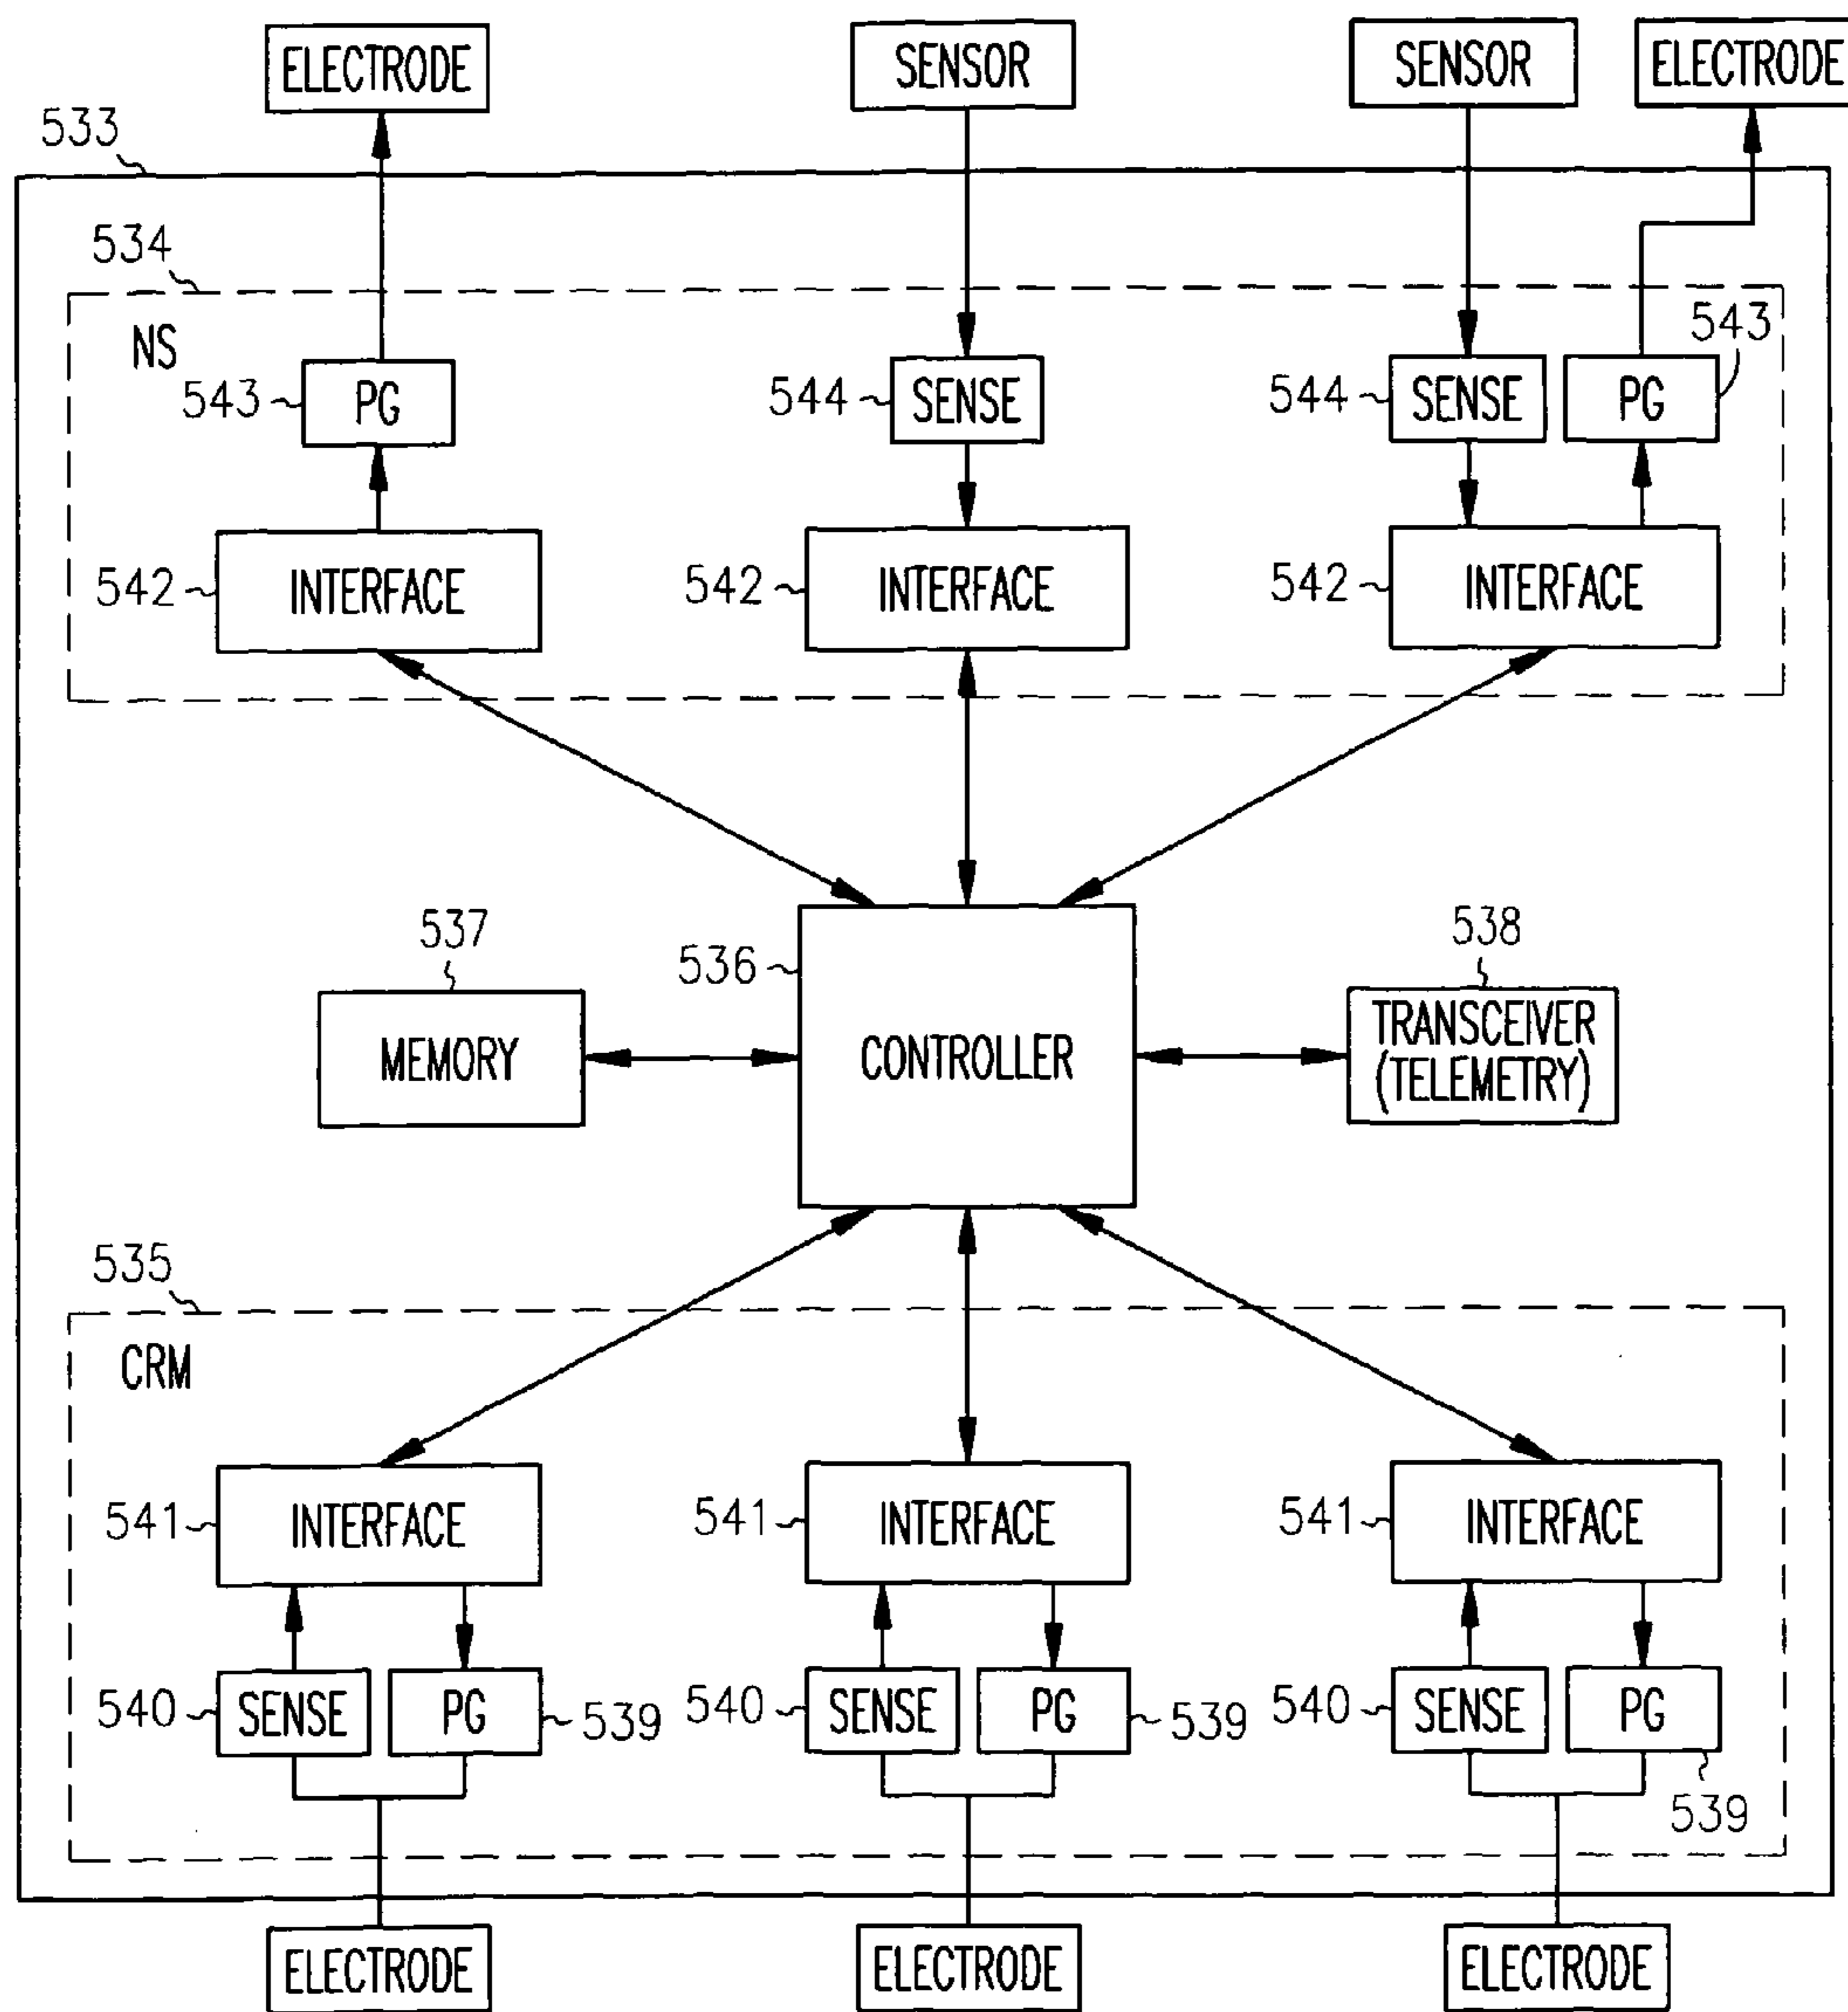 ELECTRODE
SENSOR
SENSOR
ELECTRODE
533
534
NS
543
PG
544
SENSE
544
SENSE
PG
543
542
INTERFACE
542
INTERFACE
542
INTERFACE
537
MEMORY
536
CONTROLLER
538
TRANSCEIVER
(TELEMETRY)
535
CRM
541
INTERFACE
541
INTERFACE
541
INTERFACE
540
SENSE
PG
539
540
SENSE
PG
539
540
SENSE
PG
539
ELECTRODE
ELECTRODE
ELECTRODE